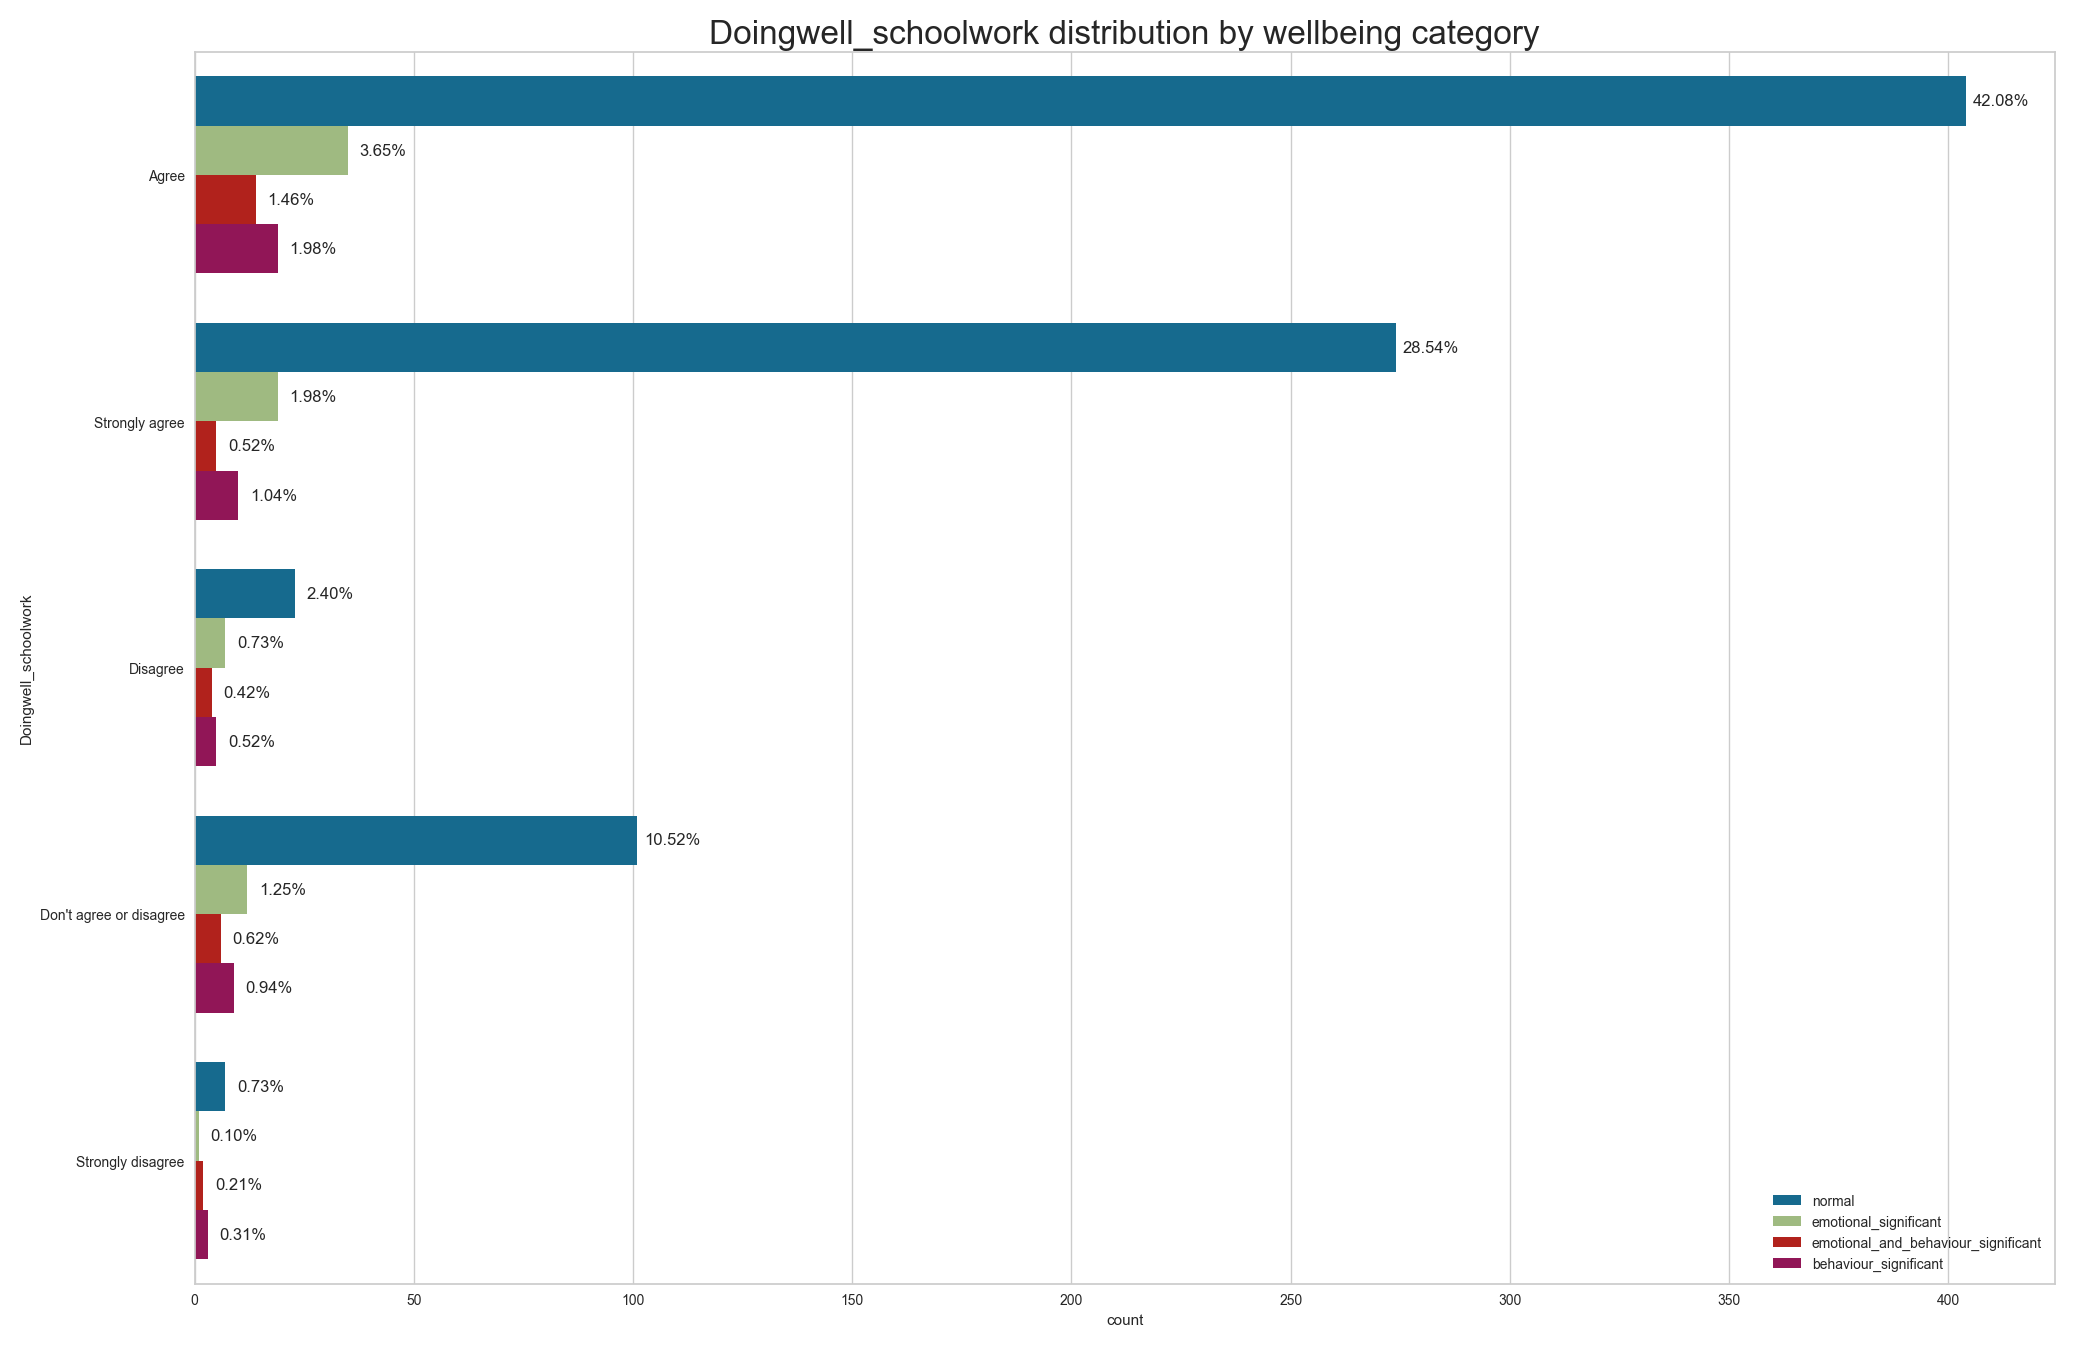 Doingwell_schoolwork distribution by wellbeing category
Doingwell_schoolwork
Agree
42.08%
3.65%
1.46%
1.98%
Strongly agree
28.54%
1.98%
0.52%
1.04%
Disagree
2.40%
0.73%
0.42%
0.52%
Don't agree or disagree
10.52%
1.25%
0.62%
0.94%
Strongly disagree
0.73%
0.10%
0.21%
0.31%
normal
emotional_significant
emotional_and_behaviour_significant
behaviour_significant
0 50 100 150 200 250 300 350 400
count